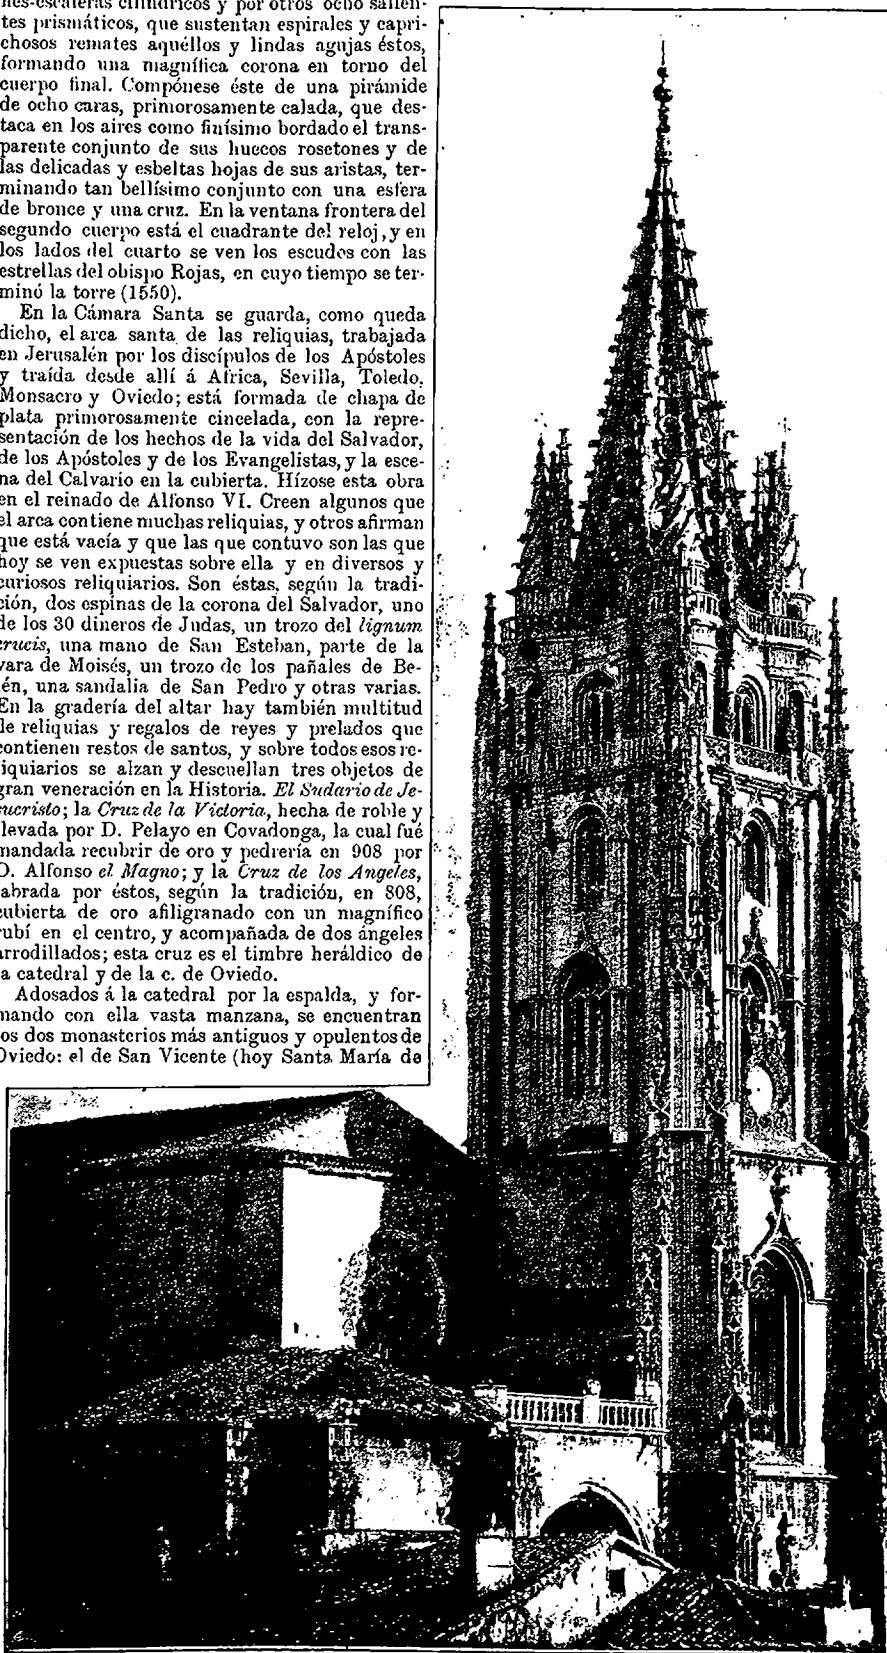 nes-escaleras cilíndricos y por otros ocho salien-
tes prismáticos, que sustentan espirales y capri-
chosos remates aquéllos y lindas agujas éstos,
formando una magnífica corona en torno del
cuerpo final. Compónese éste de una pirámide
de ocho caras, primorosamente calada, que des-
taca en los aires como finísimo bordado el trans-
parente conjunto de sus huecos rosetones y de
las delicadas y esbeltas hojas de sus aristas, ter-
minando tan bellísimo conjunto con una esfera
de bronce y una cruz. En la ventana frontera del
segundo cuerpo está el cuadrante del reloj, y en
los lados del cuarto se ven los escudos con las
estrellas del obispo Rojas, en cuyo tiempo se ter-
minó la torre (1550).
En la Cámara Santa se guarda, como queda
dicho, el arca santa de las reliquias, trabajada
en Jerusalén por los discípulos de los Apóstoles
y traída desde allí á Africa, Sevilla, Toledo,
Monsacro y Oviedo; está formada de chapa de
plata primorosamente cincelada, con la repre-
sentación de los hechos de la vida del Salvador,
de los Apóstoles y de los Evangelistas, y la esce-
na del Calvario en la cubierta. Hízose esta obra
en el reinado de Alfonso VI. Creen algunos que
el arca contiene muchas reliquias, y otros afirman
que está vacía y que las que contuvo son las que
hoy se ven expuestas sobre ella y en diversos y
curiosos reliquiarios. Son éstas, según la tradi-
ción, dos espinas de la corona del Salvador, uno
de los 30 dineros de Judas, un trozo del lignum
crucis, una mano de San Esteban, parte de la
vara de Moisés, un trozo de los pañales de Be-
lén, una sandalia de San Pedro y otras varias.
En la gradería del altar hay también multitud
de reliquias y regalos de reyes y prelados que
contienen restos de santos, y sobre todos esos re-
liquiarios se alzan y descuellan tres objetos de
gran veneración en la Historia. El Sudario de Je-
sucristo; la Cruz de la Victoria, hecha de roble y
llevada por D. Pelayo en Covadonga, la cual fué
mandada recubrir de oro y pedrería en 908 por
D. Alfonso el Magno; y la Cruz de los Angeles,
labrada por éstos, según la tradición, en 808,
cubierta de oro afiligranado con un magnífico
rubí en el centro, y acompañada de dos ángeles
arrodillados; esta cruz es el timbre heráldico de
la catedral y de la c. de Oviedo.
Adosados á la catedral por la espalda, y for-
mando con ella vasta manzana, se encuentran
los dos monasterios más antiguos y opulentos de
Oviedo: el de San Vicente (hoy Santa María de